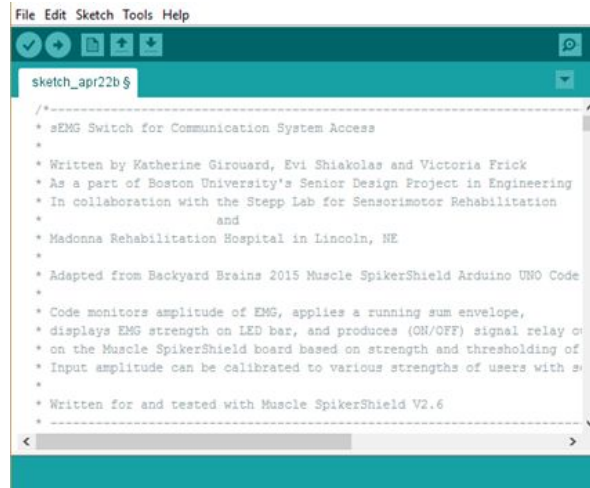 File Edit Sketch Tools Help
sketch_apr22b §
/*----------------------------------------------------------------------
* sEMG Switch for Communication System Access
*
* Written by Katherine Girouard, Evi Shiakolas and Victoria Frick
* As a part of Boston University's Senior Design Project in Engineering
* In collaboration with the Stepp Lab for Sensorimotor Rehabilitation
* and
* Madonna Rehabilitation Hospital in Lincoln, NE
*
* Adapted from Backyard Brains 2015 Muscle SpikerShield Arduino UNO Code
*
* Code monitors amplitude of EMG, applies a running sum envelope,
* displays EMG strength on LED bar, and produces (ON/OFF) signal relay
* on the Muscle SpikerShield board based on strength and thresholding of
* Input amplitude can be calibrated to various strengths of users with
*
* Written for and tested with Muscle SpikerShield V2.6
* ----------------------------------------------------------------------